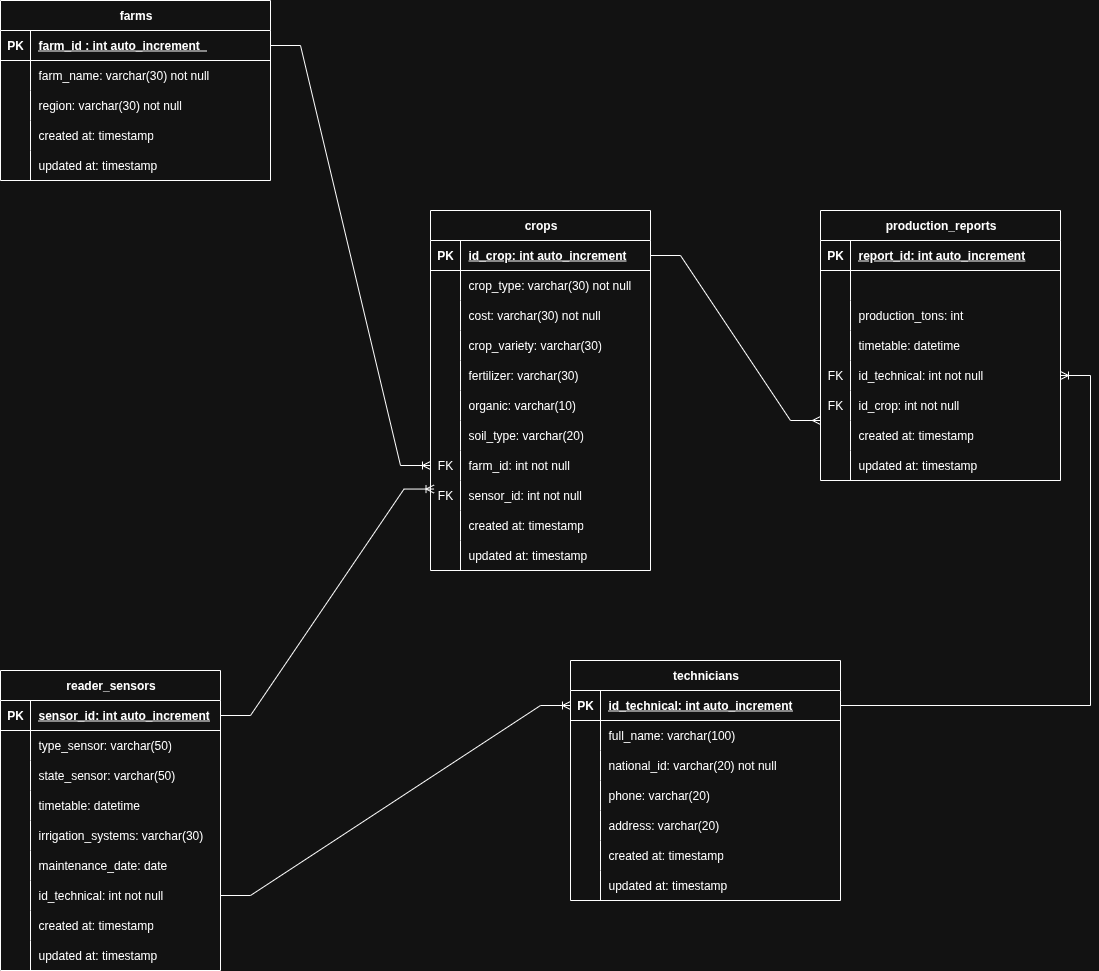 farms
PK farm_id : int auto_increment
farm_name: varchar(30) not null
region: varchar(30) not null
created at: timestamp
updated at: timestamp
crops
PK id_crop: int auto_increment
crop_type: varchar(30) not null
cost: varchar(30) not null
crop_variety: varchar(30)
fertilizer: varchar(30)
organic: varchar(10)
soil_type: varchar(20)
FK farm_id: int not null
FK sensor_id: int not null
created at: timestamp
updated at: timestamp
production_reports
PK report_id: int auto_increment
production_tons: int
timetable: datetime
FK id_technical: int not null
FK id_crop: int not null
created at: timestamp
updated at: timestamp
reader_sensors
PK sensor_id: int auto_increment
type_sensor: varchar(50)
state_sensor: varchar(50)
timetable: datetime
irrigation_systems: varchar(30)
maintenance_date: date
id_technical: int not null
created at: timestamp
updated at: timestamp
technicians
PK id_technical: int auto_increment
full_name: varchar(100)
national_id: varchar(20) not null
phone: varchar(20)
address: varchar(20)
created at: timestamp
updated at: timestamp